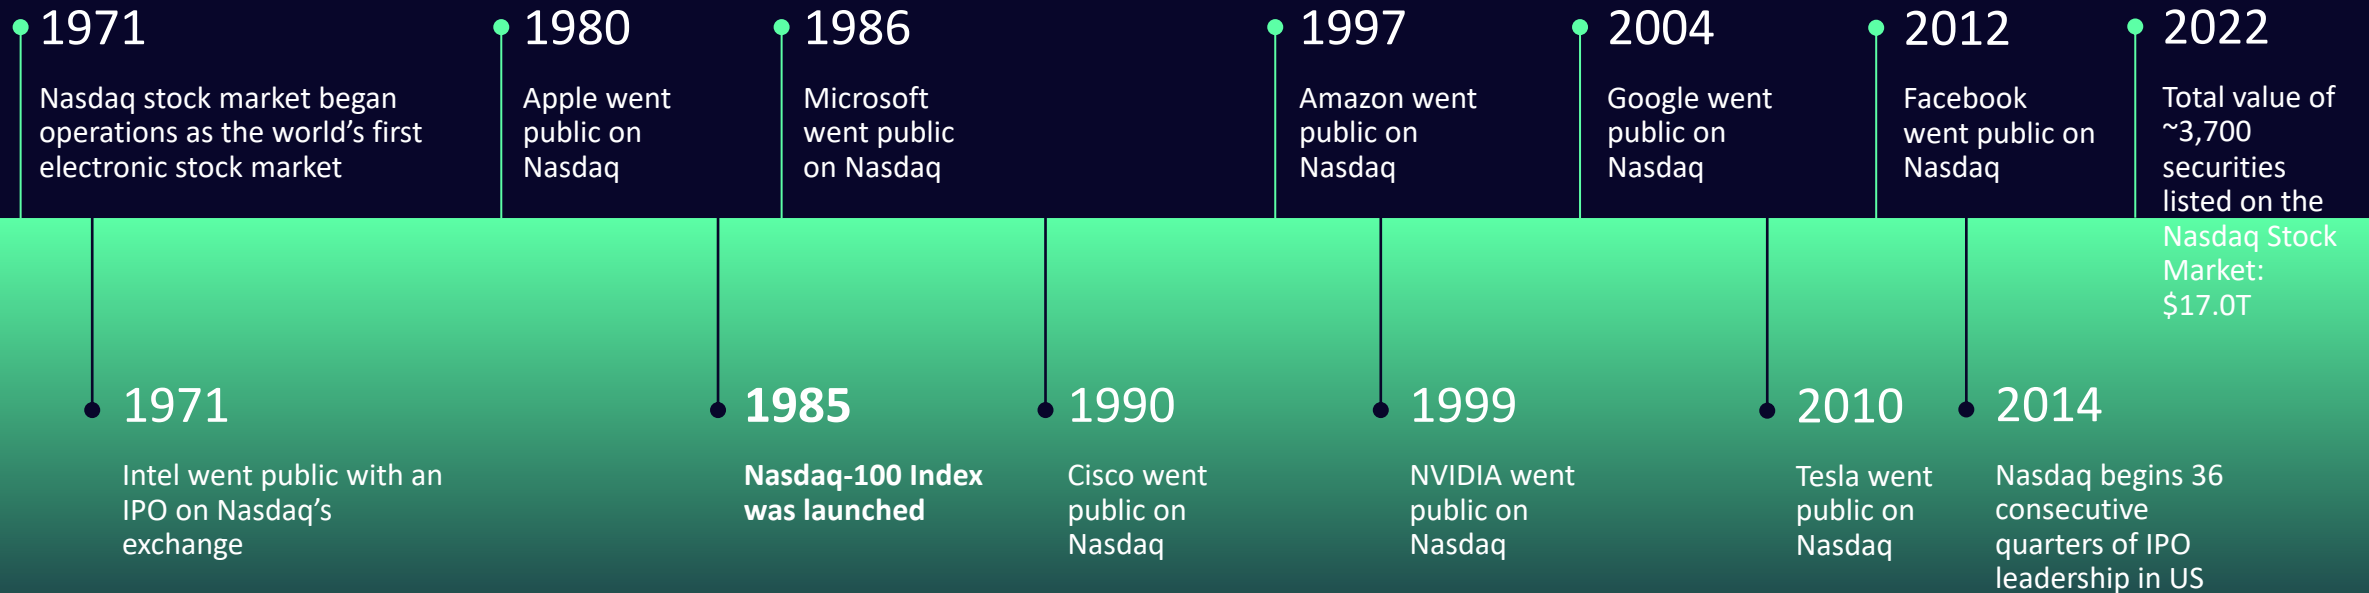 1971
Nasdaq stock market began
operations as the world’s first
electronic stock market
1980
Apple went
public on
Nasdaq
1986
Microsoft
went public
on Nasdaq
1997
Amazon went
public on
Nasdaq
2004
Google went
public on
Nasdaq
2012
Facebook
went public on
Nasdaq
2022
Total value of
~3,700
securities
listed on the
Nasdaq Stock
Market:
$17.0T
1971
Intel went public with an
IPO on Nasdaq’s
exchange
1985
Nasdaq-100 Index
was launched
1990
Cisco went
public on
Nasdaq
1999
NVIDIA went
public on
Nasdaq
2010
Tesla went
public on
Nasdaq
2014
Nasdaq begins 36
consecutive
quarters of IPO
leadership in US